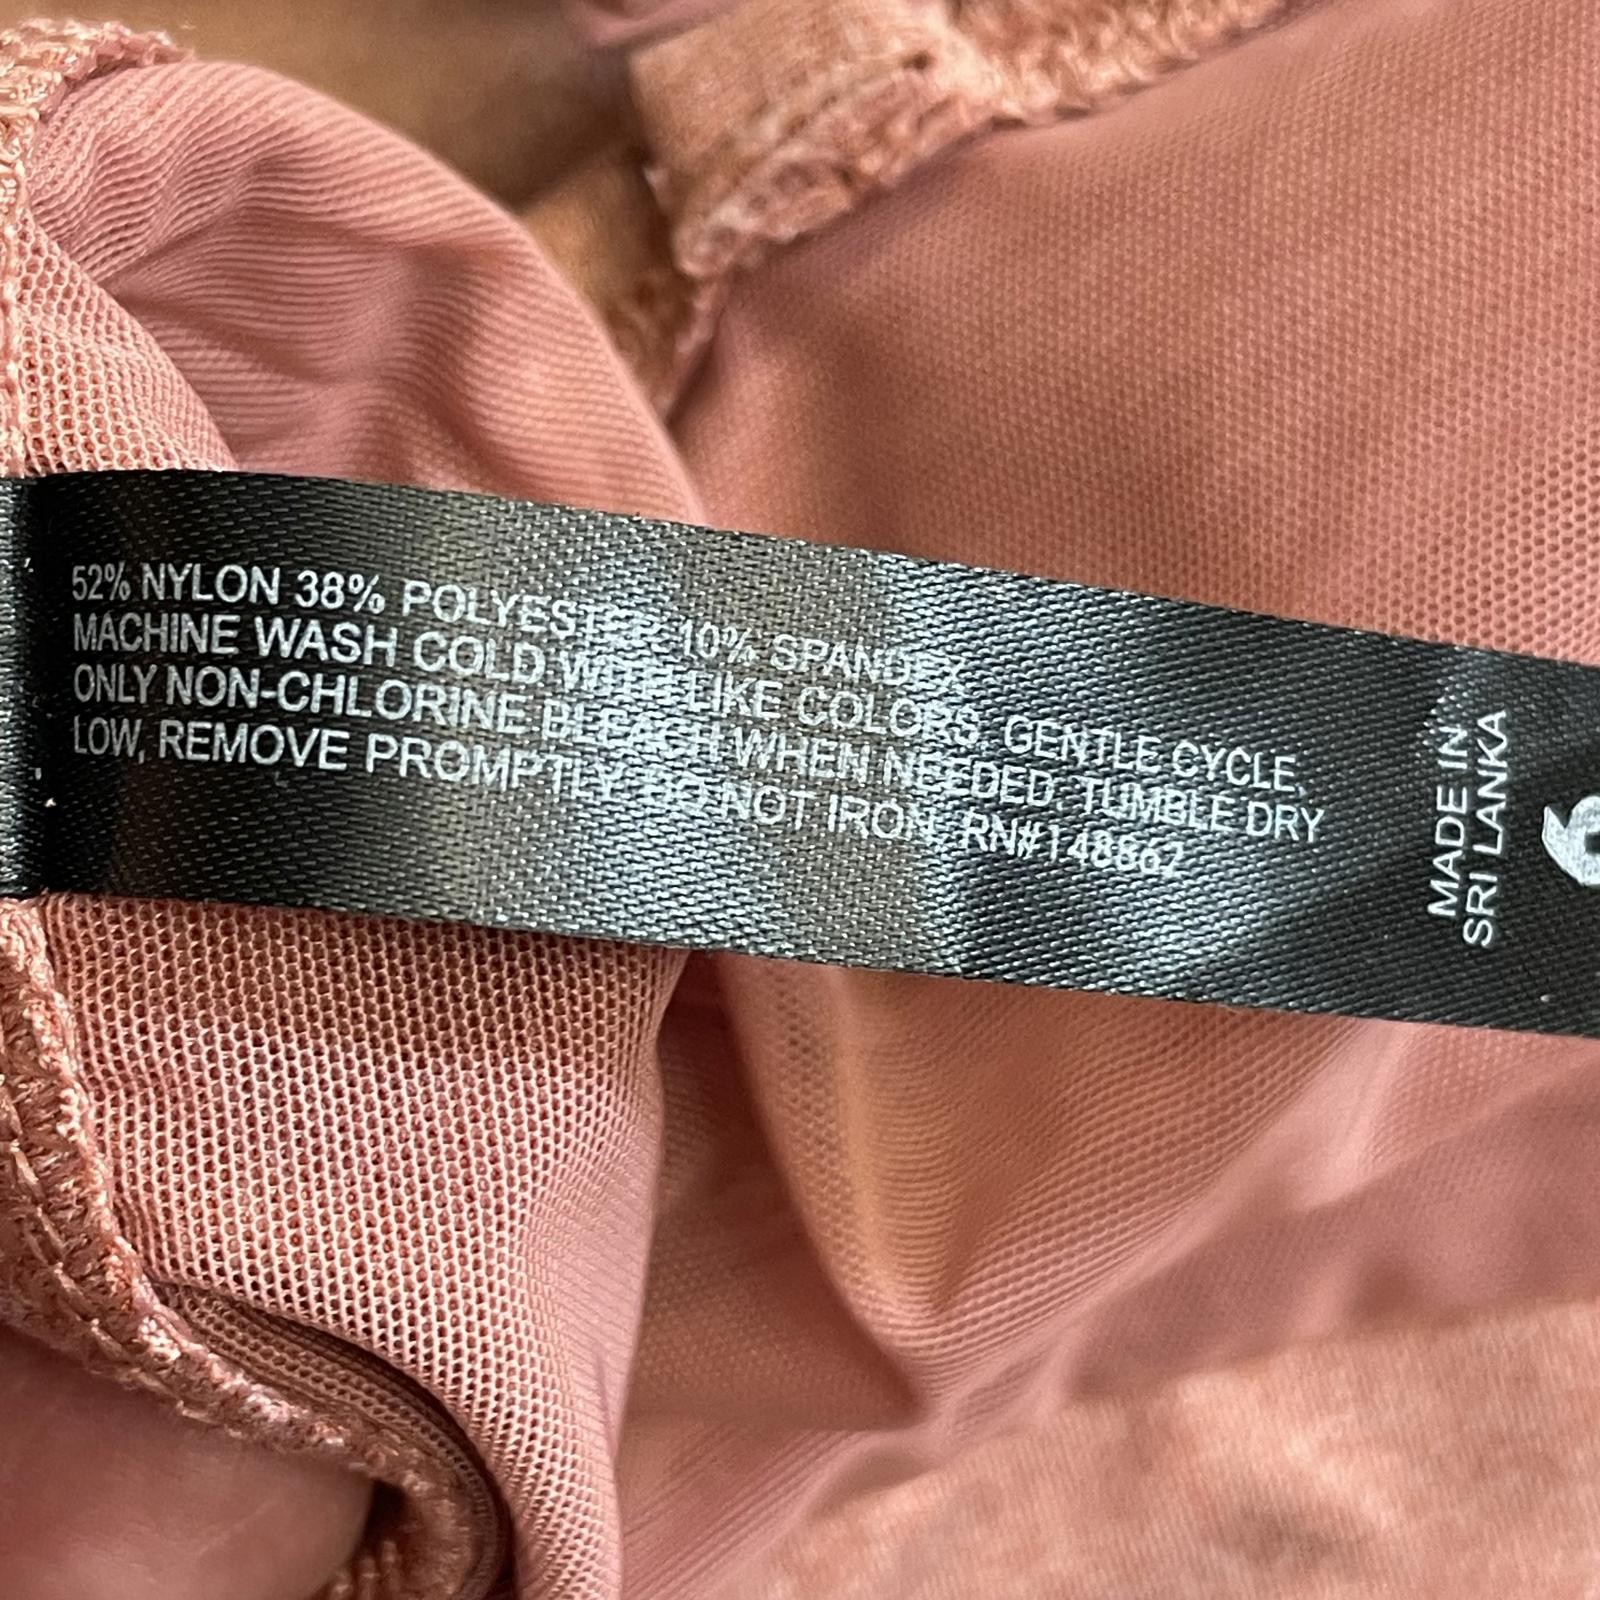 52% NYLON 38% POLYESTER 10% SPANDEX
MACHINE WASH COLD WITH LIKE COLORS, GENTLE CYCLE,
ONLY NON-CHLORINE BLEACH WHEN NEEDED, TUMBLE DRY
LOW, REMOVE PROMPTLY, DO NOT IRON, RN#148862
MADE IN
SRI LANKA